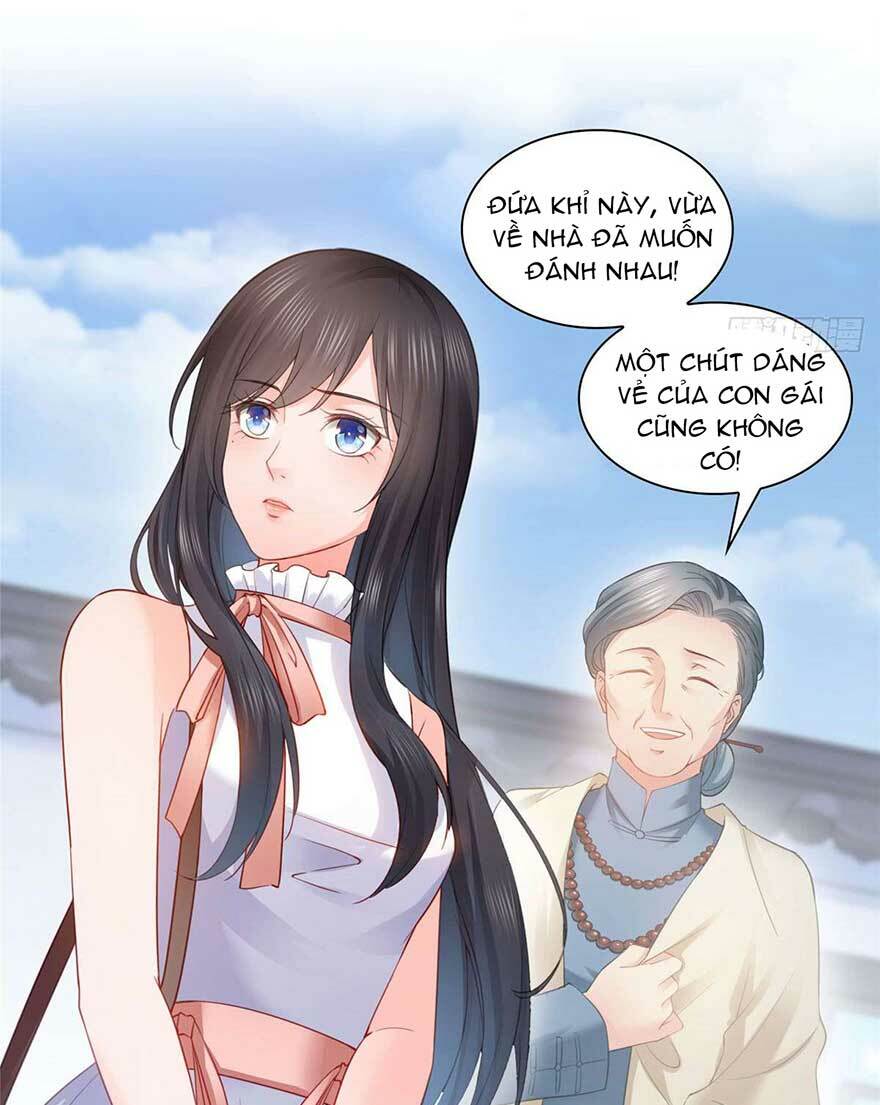 ĐỨA KHỈ NÀY, VỪA
VỀ NHÀ ĐÃ MUỐN
ĐÁNH NHAU!
MỘT CHÚT DÁNG
VẺ CỦA CON GÁI
CŨNG KHÔNG
CÓ!